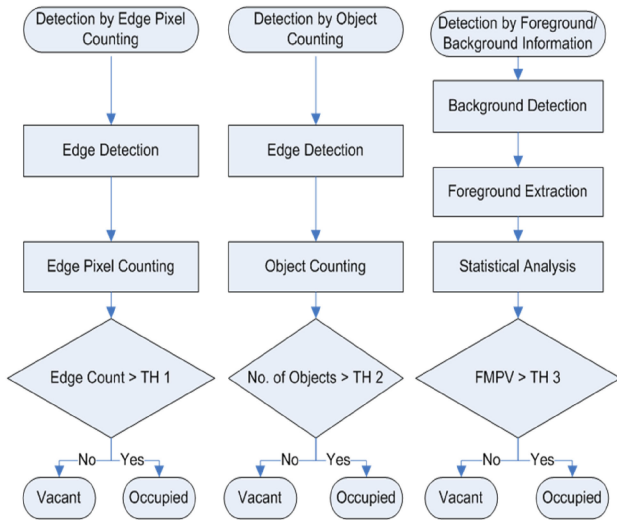 Detection by Edge Pixel
Counting
Edge Detection
Edge Pixel Counting
Edge Count > TH 1
No
Yes
Vacant
Occupied
Detection by Object
Counting
Edge Detection
Object Counting
No. of Objects > TH 2
No
Yes
Vacant
Occupied
Detection by Foreground/
Background Information
Background Detection
Foreground Extraction
Statistical Analysis
FMPV > TH 3
No
Yes
Vacant
Occupied